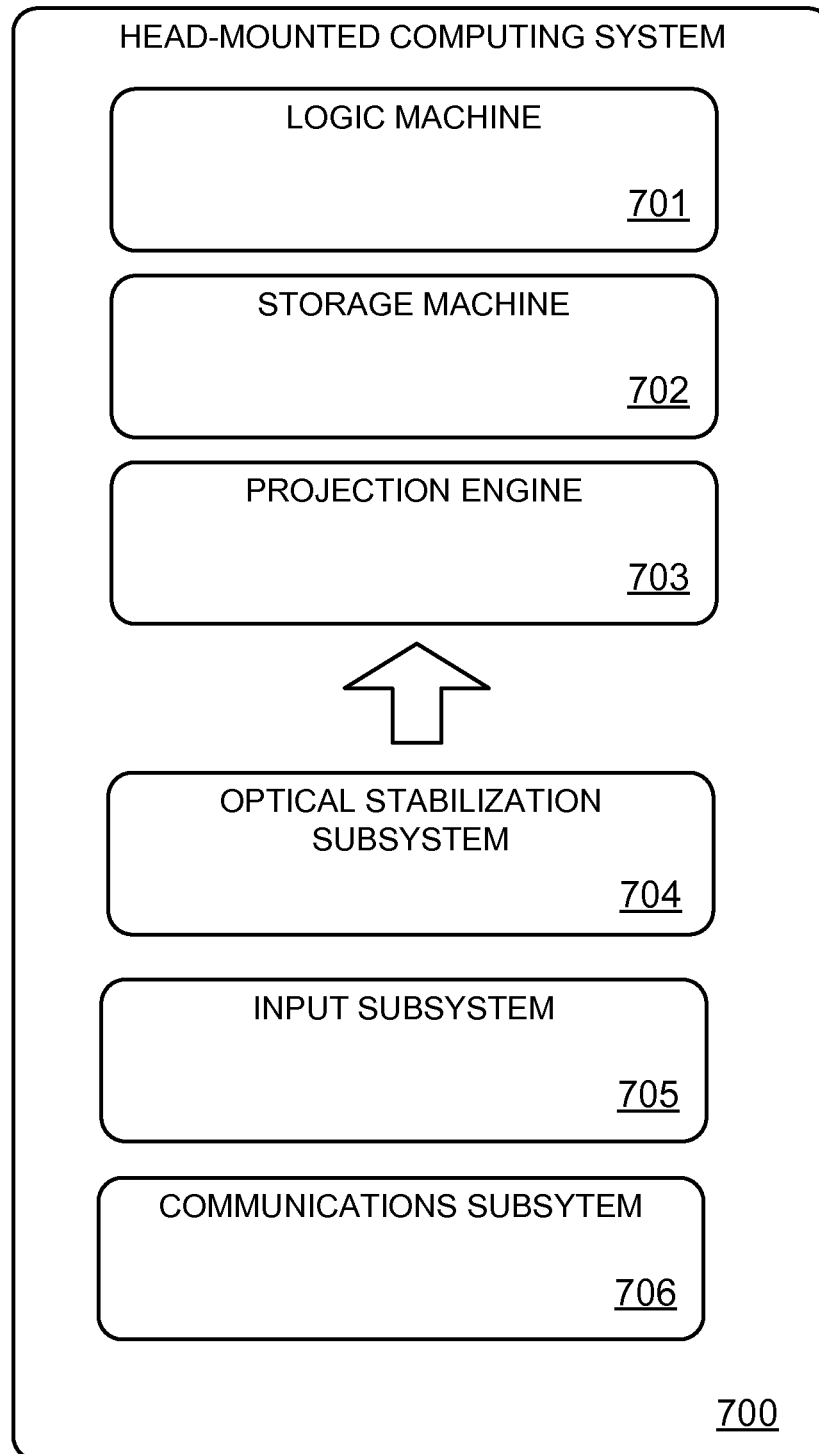 HEAD-MOUNTED COMPUTING SYSTEM
LOGIC MACHINE
701
STORAGE MACHINE
702
PROJECTION ENGINE
703
OPTICAL STABILIZATION
SUBSYSTEM
704
INPUT SUBSYSTEM
705
COMMUNICATIONS SUBSYTEM
706
700